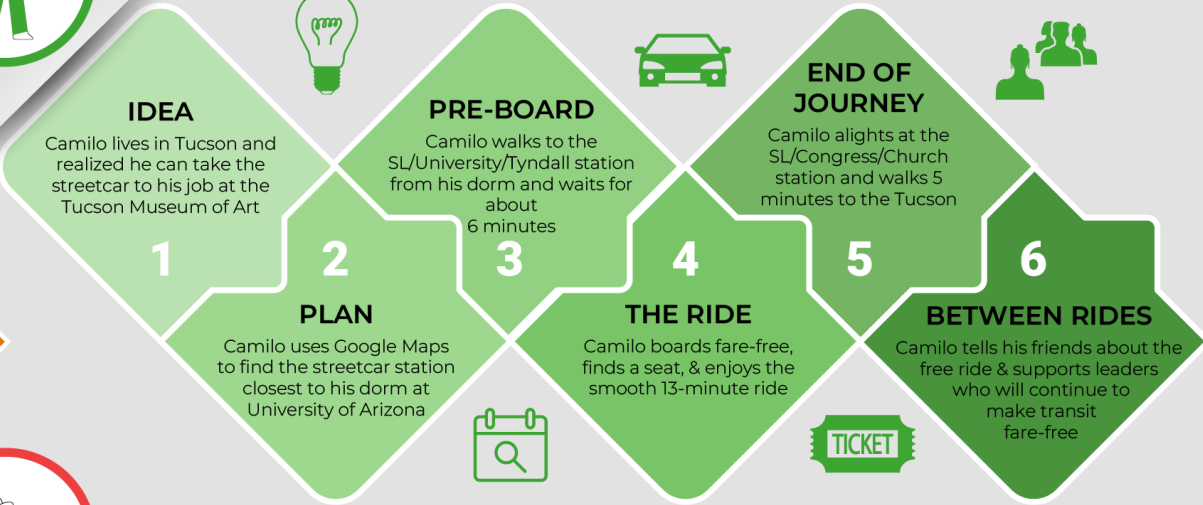 IDEA
Camilo lives in Tucson and
realized he can take the
streetcar to his job at the
Tucson Museum of Art
1
2
PLAN
Camilo uses Google Maps
to find the streetcar station
closest to his dorm at
University of Arizona
PRE-BOARD
Camilo walks to the
SL/University/Tyndall station
from his dorm and waits for
about
6 minutes
3
4
THE RIDE
Camilo boards fare-free,
finds a seat, & enjoys the
smooth 13-minute ride
END OF
JOURNEY
Camilo alights at the
SL/Congress/Church
station and walks 5
minutes to the Tucson
5
6
BETWEEN RIDES
Camilo tells his friends about the
free ride & supports leaders
who will continue to
make transit
fare-free
TICKET